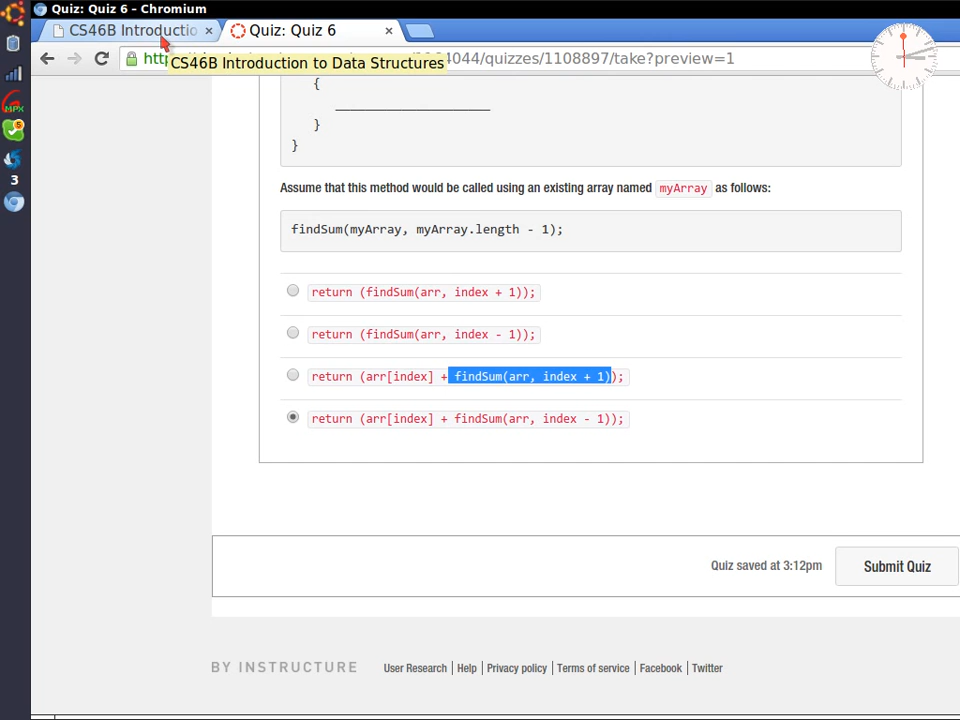 Quiz: Quiz 6 - Chromium
CS46B Introductio × Quiz: Quiz 6 ×
CS46B Introduction to Data Structures
4044/quizzes/1108897/take?preview=1
{
____________________
}
}
Assume that this method would be called using an existing array named myArray as follows:
findSum(myArray, myArray.length - 1);
return (findSum(arr, index + 1));
return (findSum(arr, index - 1));
return (arr[index] + findSum(arr, index + 1));
return (arr[index] + findSum(arr, index - 1));
Quiz saved at 3:12pm
Submit Quiz
BY INSTRUCTURE
User Research | Help | Privacy policy | Terms of service | Facebook | Twitter
MPX
5
3